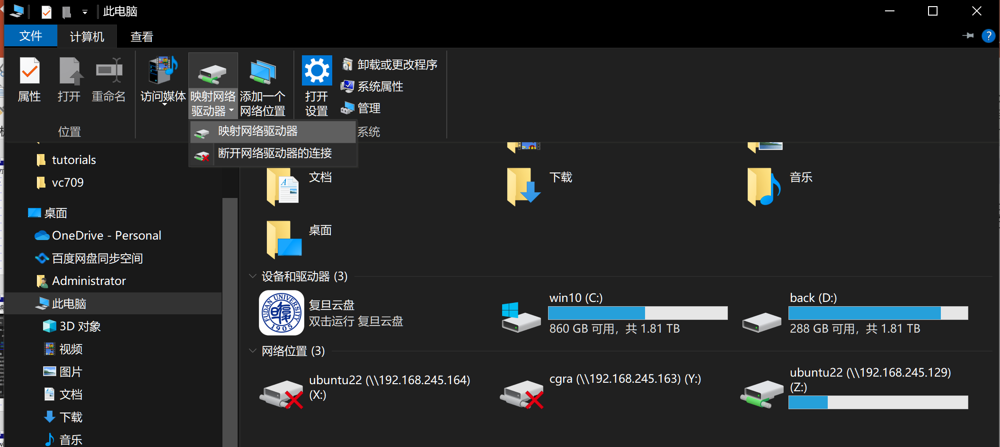 此电脑
文件
计算机
查看
属性
打开
重命名
访问媒体
映射网络
驱动器
添加一个
网络位置
打开
设置
卸载或更改程序
系统属性
管理
位置
系统
映射网络驱动器
断开网络驱动器的连接
tutorials
vc709
桌面
OneDrive - Personal
百度网盘同步空间
Administrator
此电脑
3D 对象
视频
图片
文档
下载
音乐
文档
下载
音乐
桌面
设备和驱动器 (3)
FUDAN UNIVERSITY
1905
复旦云盘
双击运行 复旦云盘
win10 (C:)
860 GB 可用，共 1.81 TB
back (D:)
288 GB 可用，共 1.81 TB
网络位置 (3)
ubuntu22 (\\192.168.245.164)
(X:)
cgra (\\192.168.245.163) (Y:)
ubuntu22 (\\192.168.245.129)
(Z:)